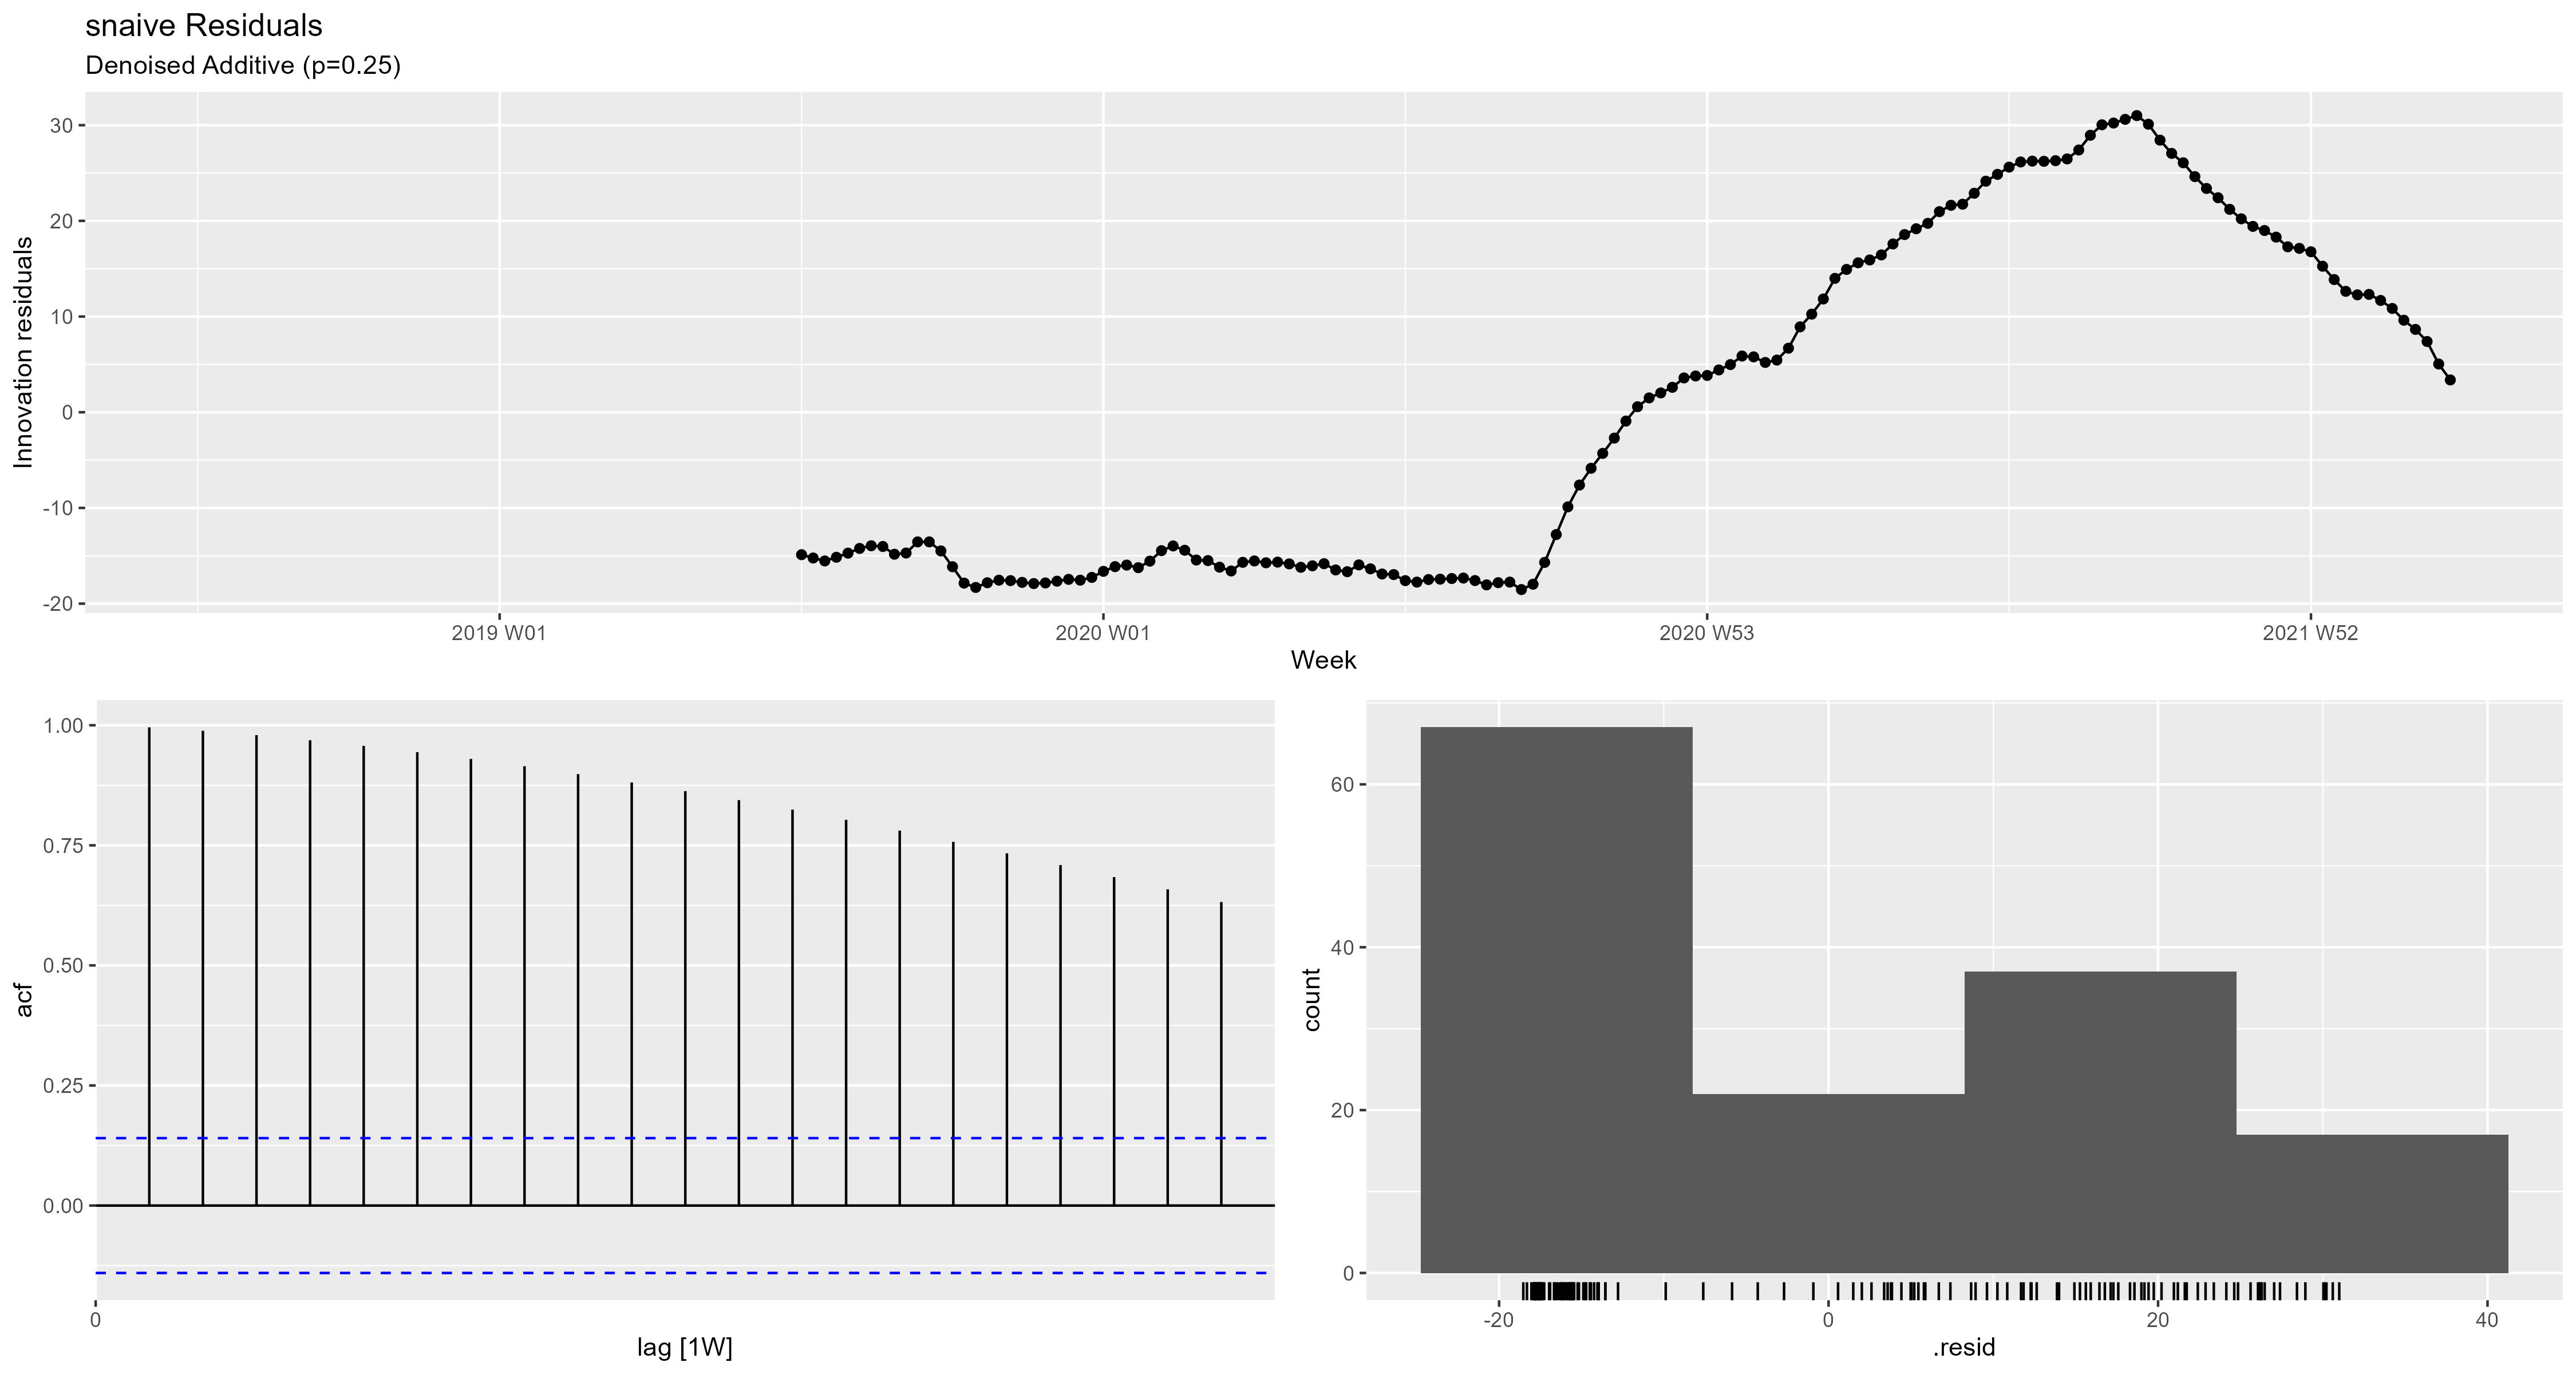 snaive Residuals
Denoised Additive (p=0.25)
Innovation residuals
30
20
10
0
-10
-20
2019 W01
2020 W01
2020 W53
2021 W52
Week
acf
1.00
0.75
0.50
0.25
0.00
0
lag [1W]
count
60
40
20
0
-20
0
20
40
.resid